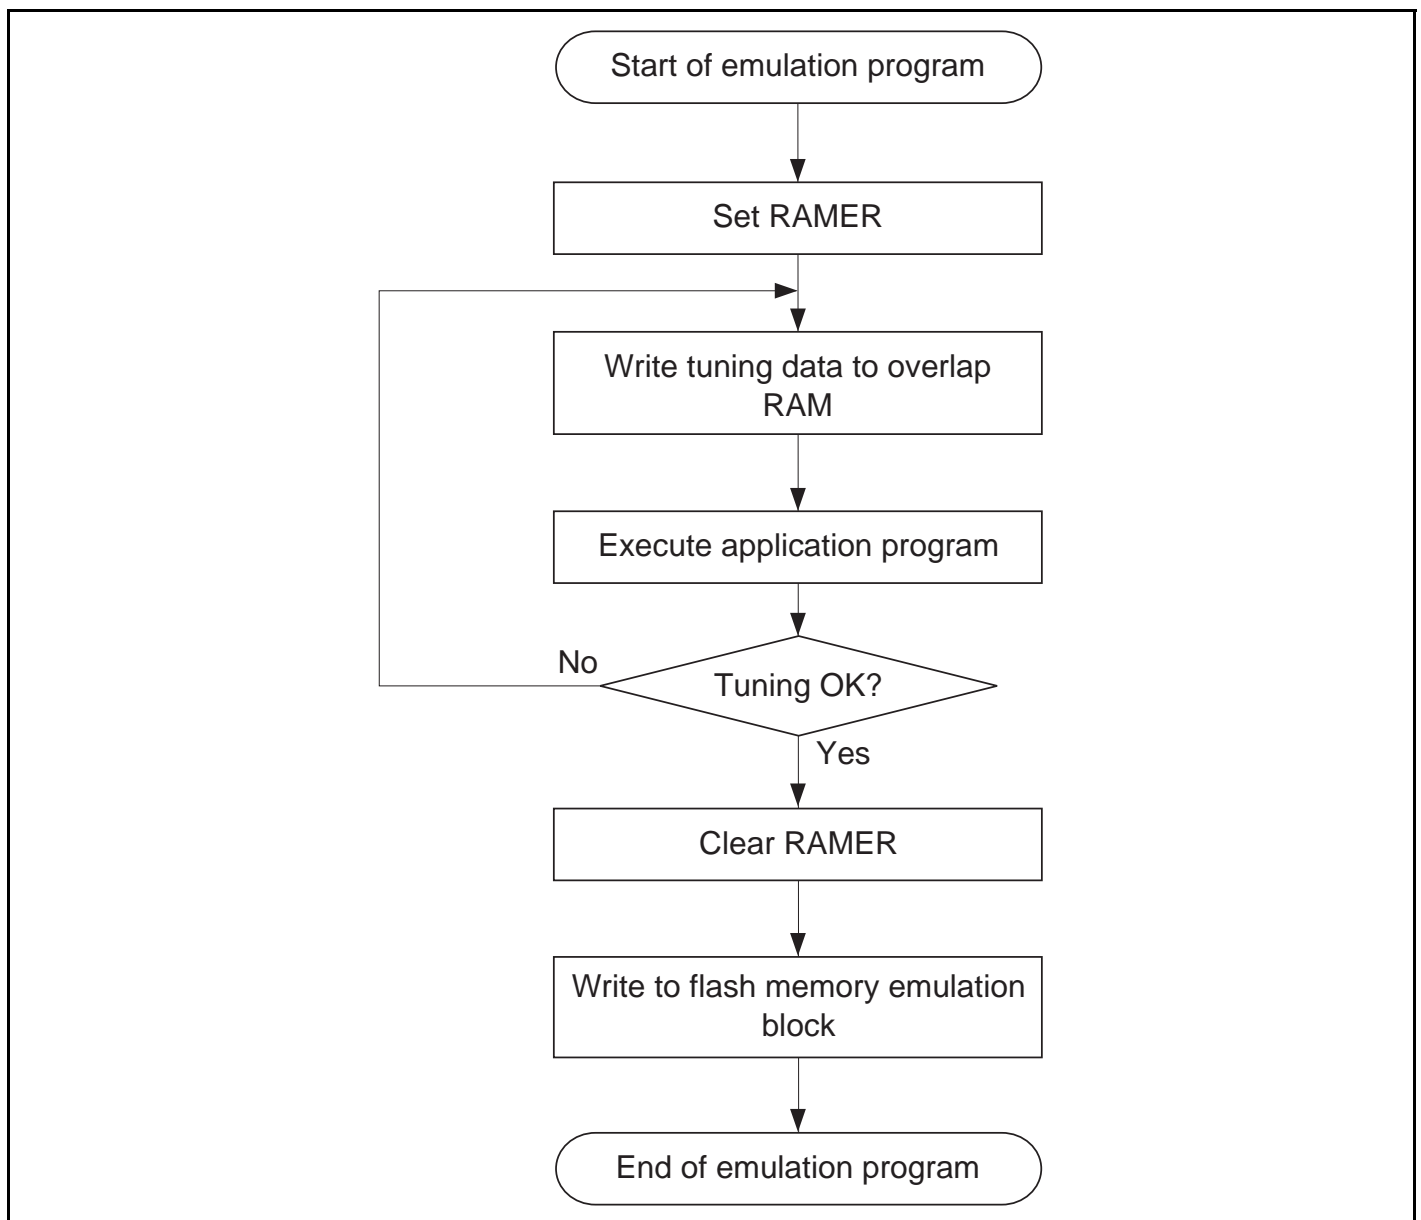 Start of emulation program
Set RAMER
Write tuning data to overlap
RAM
Execute application program
No
Tuning OK?
Yes
Clear RAMER
Write to flash memory emulation
block
End of emulation program